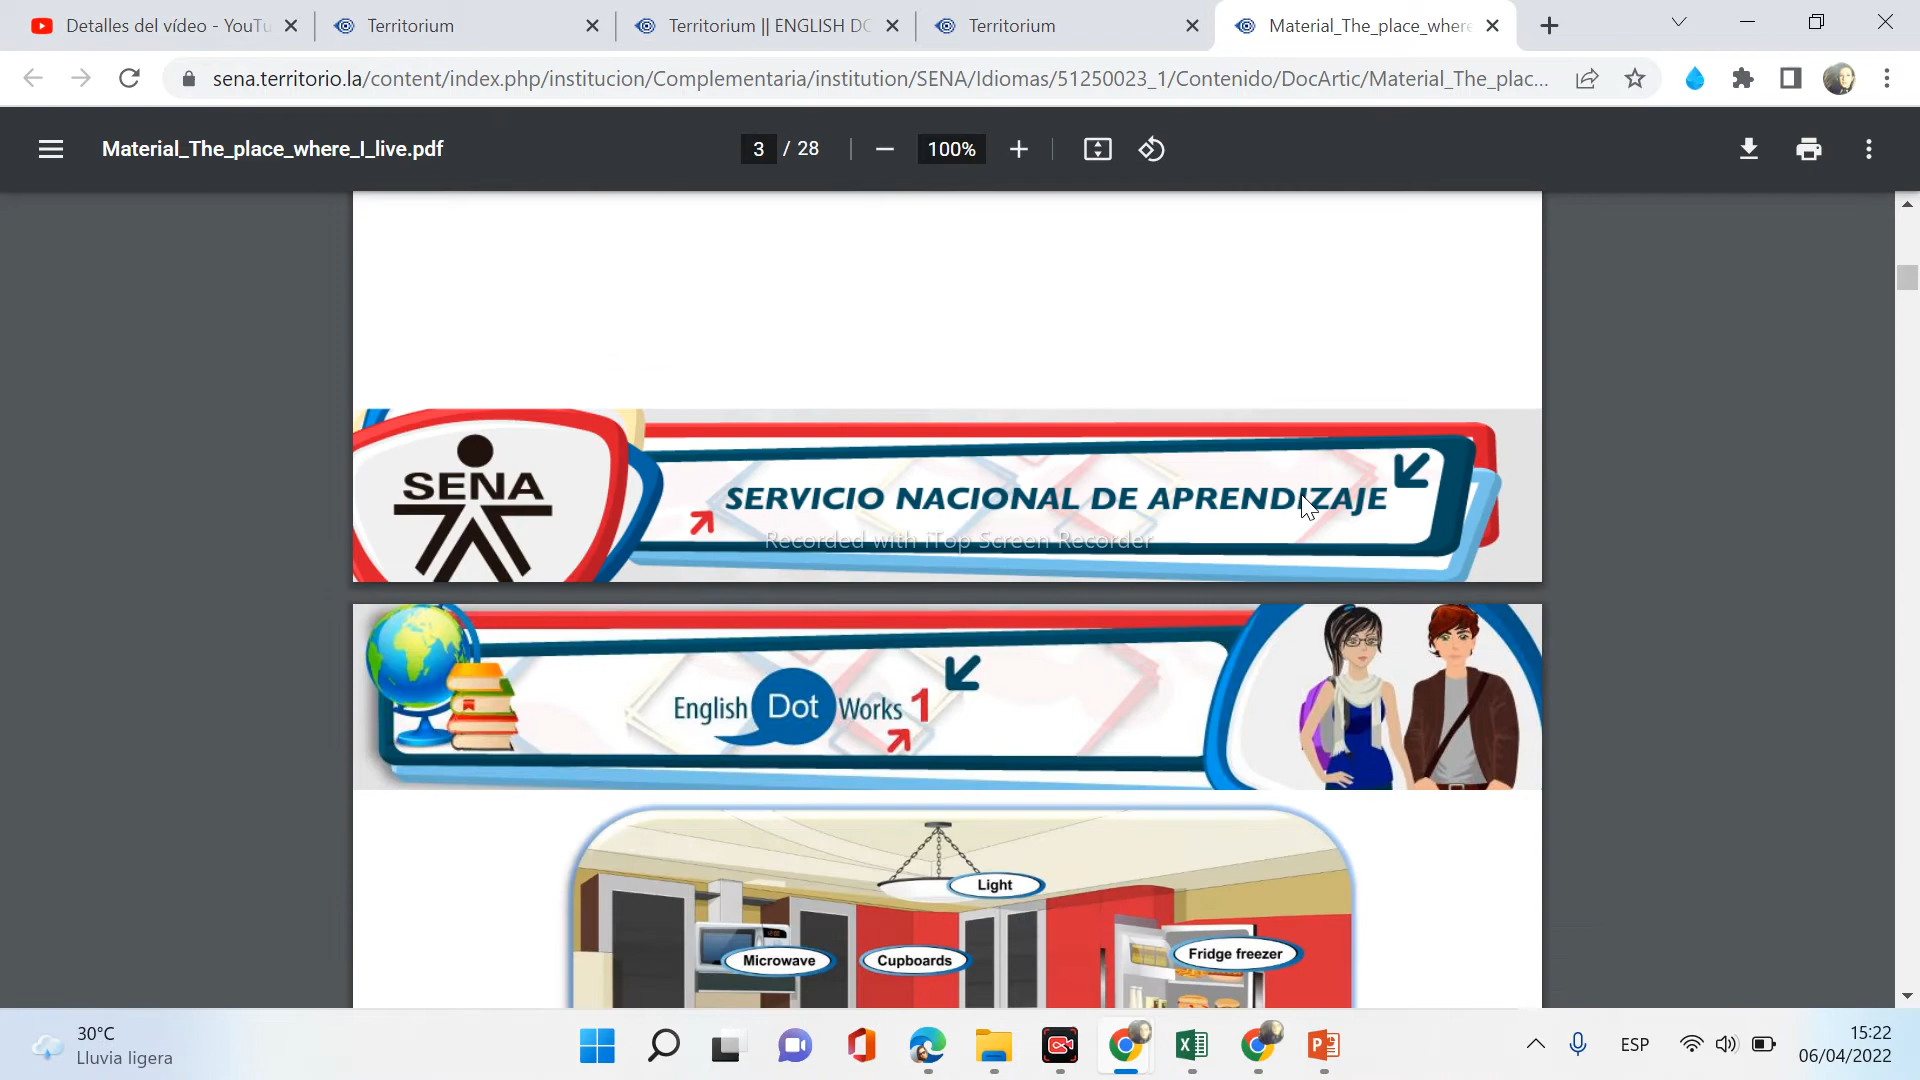 Detalles del vídeo - YouTu
Territorium
Territorium || ENGLISH DO
Territorium
Material_The_place_where
sena.territorio.la/content/index.php/institucion/Complementaria/institution/SENA/Idiomas/51250023_1/Contenido/DocArtic/Material_The_plac...
Material_The_place_where_I_live.pdf
3 / 28
100%
SENA
SERVICIO NACIONAL DE APRENDIZAJE
Recorded with iTop Screen Recorder
English Dot Works 1
Light
Microwave
Cupboards
Fridge freezer
30°C
Lluvia ligera
ESP
15:22
06/04/2022